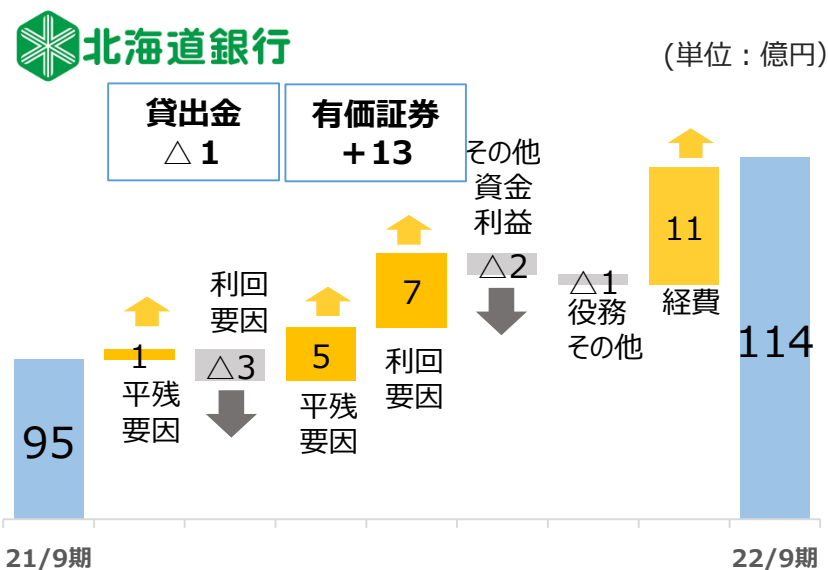 北海道銀行
(単位：億円)
貸出金
△１
有価証券
＋13
その他
資金
利益
利回
要因
1
平残
要因
△3
5
平残
要因
7
利回
要因
△2
△1
役務
その他
11
経費
95
114
21/9期
22/9期